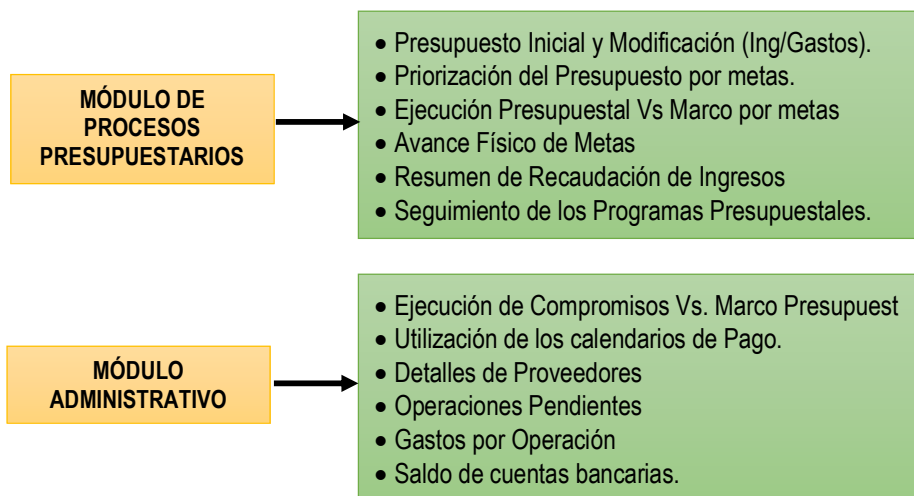 MÓDULO DE
PROCESOS
PRESUPUESTARIOS
• Presupuesto Inicial y Modificación (Ing/Gastos).
• Priorización del Presupuesto por metas.
• Ejecución Presupuestal Vs Marco por metas
• Avance Físico de Metas
• Resumen de Recaudación de Ingresos
• Seguimiento de los Programas Presupuestales.
MÓDULO
ADMINISTRATIVO
• Ejecución de Compromisos Vs. Marco Presupuest
• Utilización de los calendarios de Pago.
• Detalles de Proveedores
• Operaciones Pendientes
• Gastos por Operación
• Saldo de cuentas bancarias.